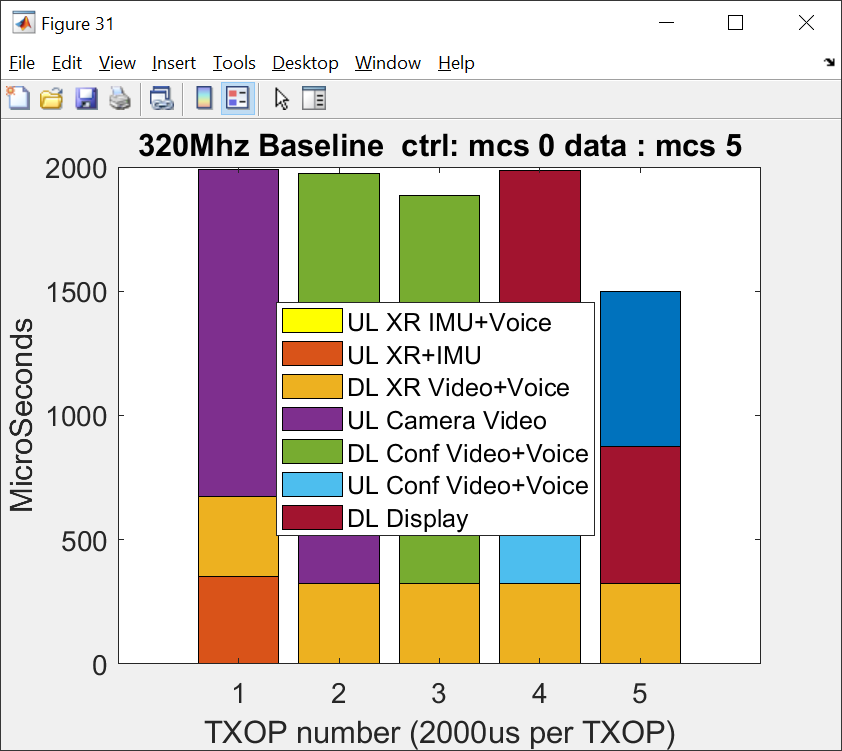 Figure 31
File Edit View Insert Tools Desktop Window Help
320Mhz Baseline  ctrl: mcs 0 data : mcs 5
MicroSeconds
2000
1500
1000
500
0
UL XR IMU+Voice
UL XR+IMU
DL XR Video+Voice
UL Camera Video
DL Conf Video+Voice
UL Conf Video+Voice
DL Display
1 2 3 4 5
TXOP number (2000us per TXOP)